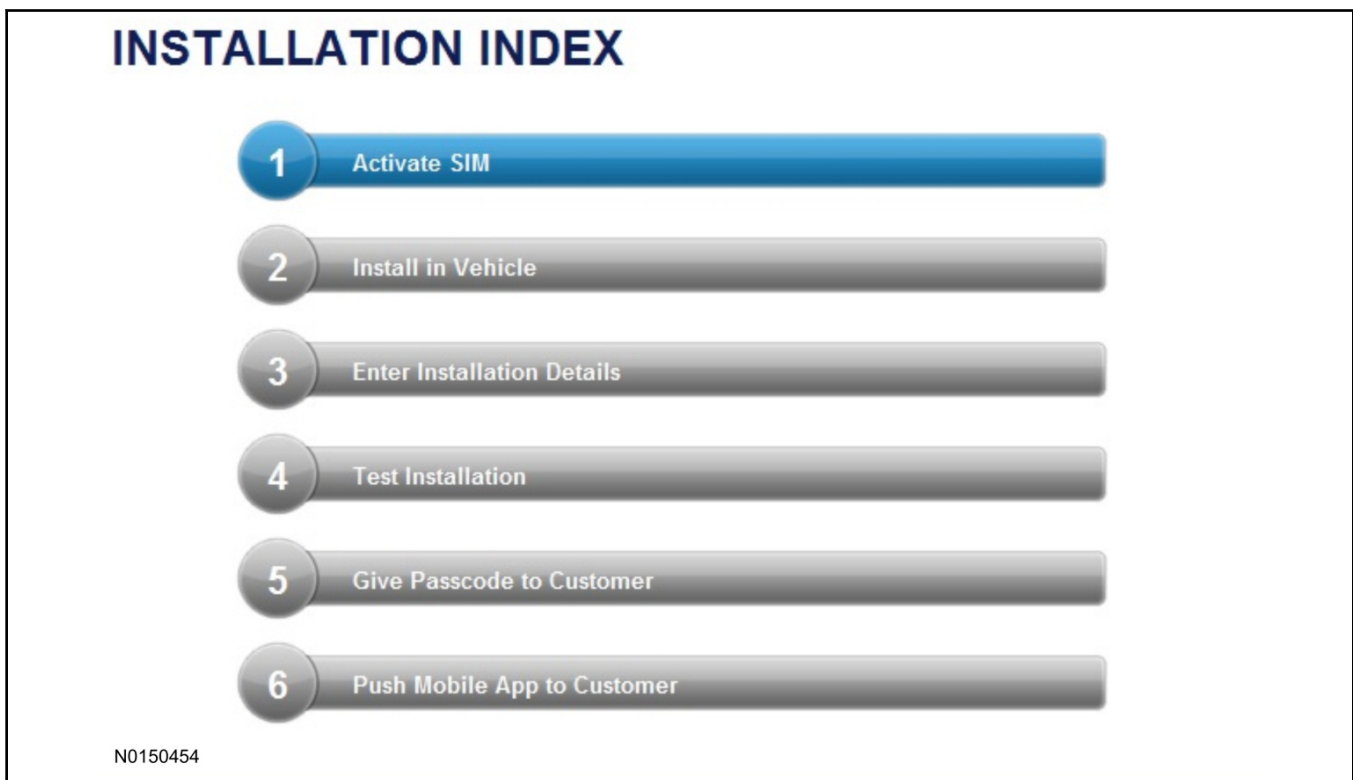 INSTALLATION INDEX
1 Activate SIM
2 Install in Vehicle
3 Enter Installation Details
4 Test Installation
5 Give Passcode to Customer
6 Push Mobile App to Customer
N0150454